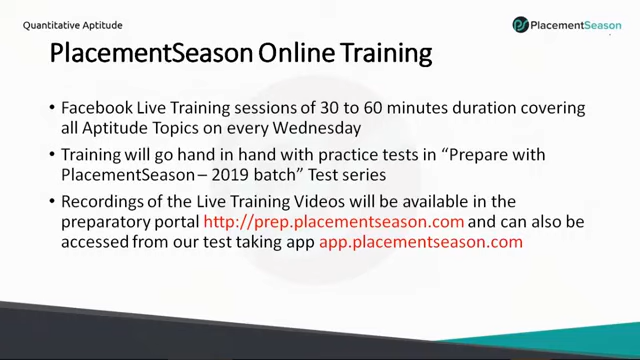 Quantitative Aptitude
PlacementSeason
PlacementSeason Online Training
• Facebook Live Training sessions of 30 to 60 minutes duration covering
all Aptitude Topics on every Wednesday
• Training will go hand in hand with practice tests in “Prepare with
PlacementSeason – 2019 batch” Test series
• Recordings of the Live Training Videos will be available in the
preparatory portal http://prep.placementseason.com and can also be
accessed from our test taking app app.placementseason.com